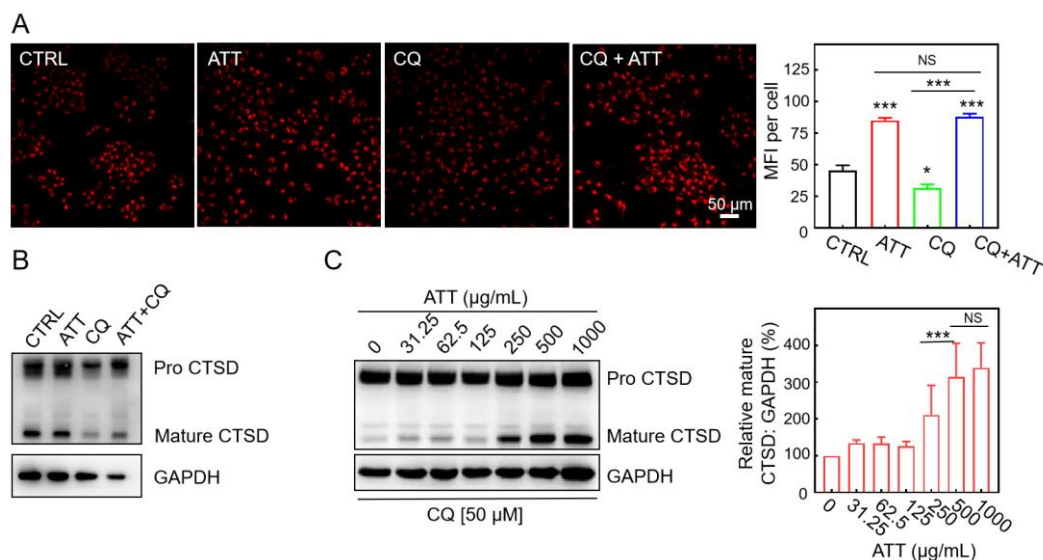 A
CTRL
ATT
CQ
CQ + ATT
50 µm
MFI per cell
125
100
75
50
25
0
NS
***
***
***
*
CTRL
ATT
CQ
CQ+ATT
B
CTRL
ATT
CQ
ATT+CQ
Pro CTSD
Mature CTSD
GAPDH
C
ATT (µg/mL)
0
31.25
62.5
125
250
500
1000
Pro CTSD
Mature CTSD
GAPDH
CQ [50 µM]
Relative mature
CTSD: GAPDH (%)
400
300
200
100
0
NS
***
0
31.25
62.5
125
250
500
1000
ATT (µg/mL)